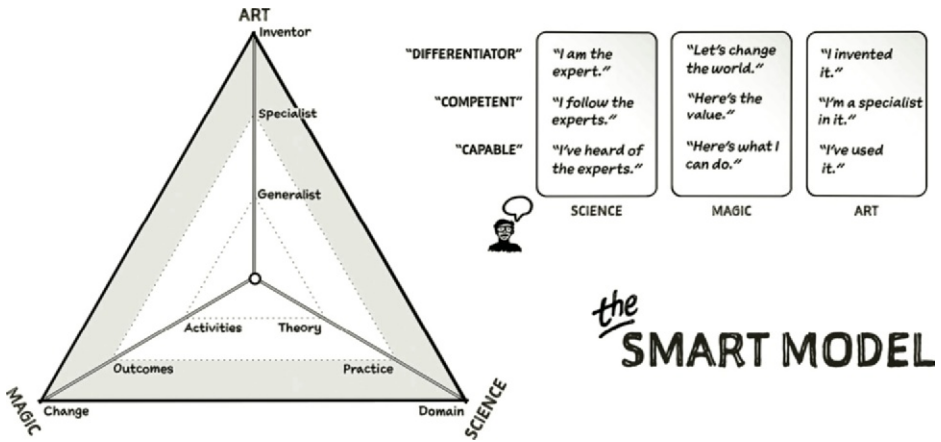 ART
Inventor
Specialist
Generalist
Activities
Theory
Outcomes
Practice
Change
Domain
MAGIC
SCIENCE
"DIFFERENTIATOR"
"I am the
expert."
"Let's change
the world."
"I invented
it."
"COMPETENT"
"I follow the
experts."
"Here's the
value."
"I'm a specialist
in it."
"CAPABLE"
"I've heard of
the experts."
"Here's what I
can do."
"I've used
it."
SCIENCE
MAGIC
ART
the
SMART MODEL